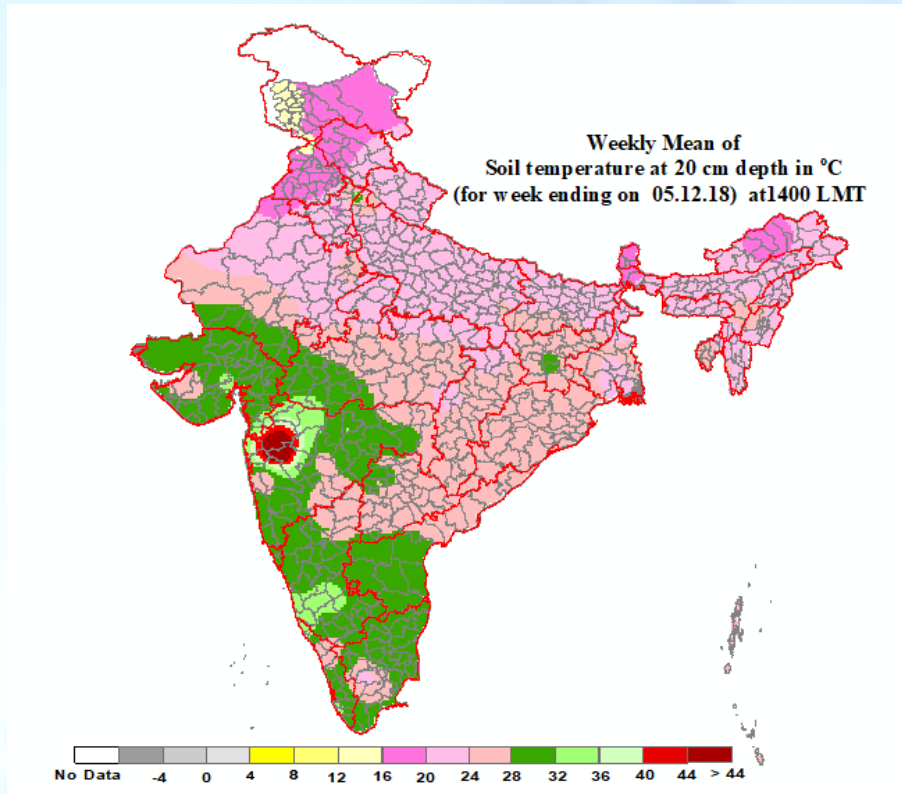 Weekly Mean of
Soil temperature at 20 cm depth in °C
(for week ending on 05.12.18) at1400 LMT
No Data -4 0 4 8 12 16 20 24 28 32 36 40 44 > 44